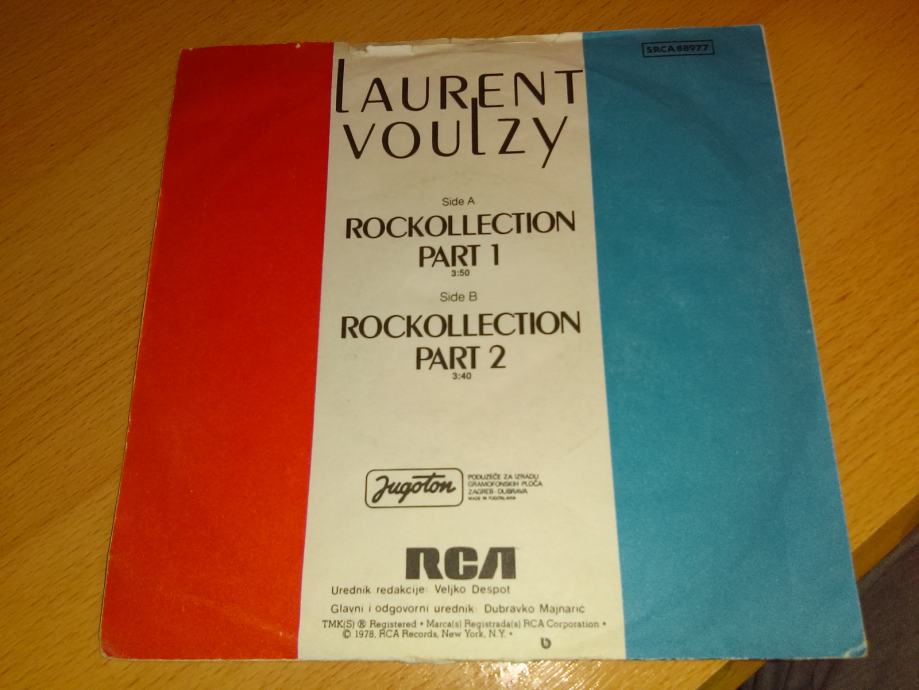 SRCA 88977
LAURENT
VOULZY
Side A
ROCKOLLECTION
PART 1
3:50
Side B
ROCKOLLECTION
PART 2
3:40
Jugoton
PODUZEĆE ZA IZRADU
GRAMOFONSKIH PLOČA
ZAGREB - DUBRAVA
MADE IN YUGOSLAVIA
RCA
Urednik redakcije: Veljko Despot
Glavni i odgovorni urednik: Dubravko Majnarić
TMK(S) ® Registered • Marca(s) Registrada(s) RCA Corporation •
© 1978, RCA Records, New York, N.Y. •
b